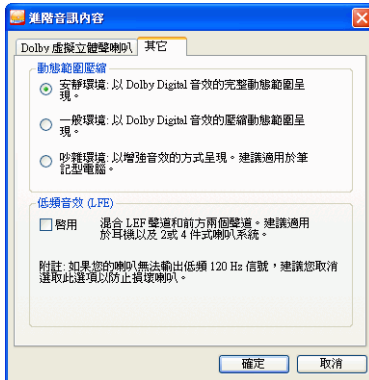 進階音訊內容
Dolby 虛擬立體聲喇叭 其它
動態範圍壓縮
安靜環境: 以 Dolby Digital 音效的完整動態範圍呈
現。
一般環境: 以 Dolby Digital 音效的壓縮動態範圍呈
現。
吵雜環境: 以增強音效的方式呈現。建議適用於筆
記型電腦。
低頻音效 (LFE)
啟用 混合 LEF 聲道和前方兩個聲道。建議適用
於耳機以及 2或 4 件式喇叭系統。
附註: 如果您的喇叭無法輸出低頻 120 Hz 信號，建議您取消
選取此選項以防止損壞喇叭。
確定 取消